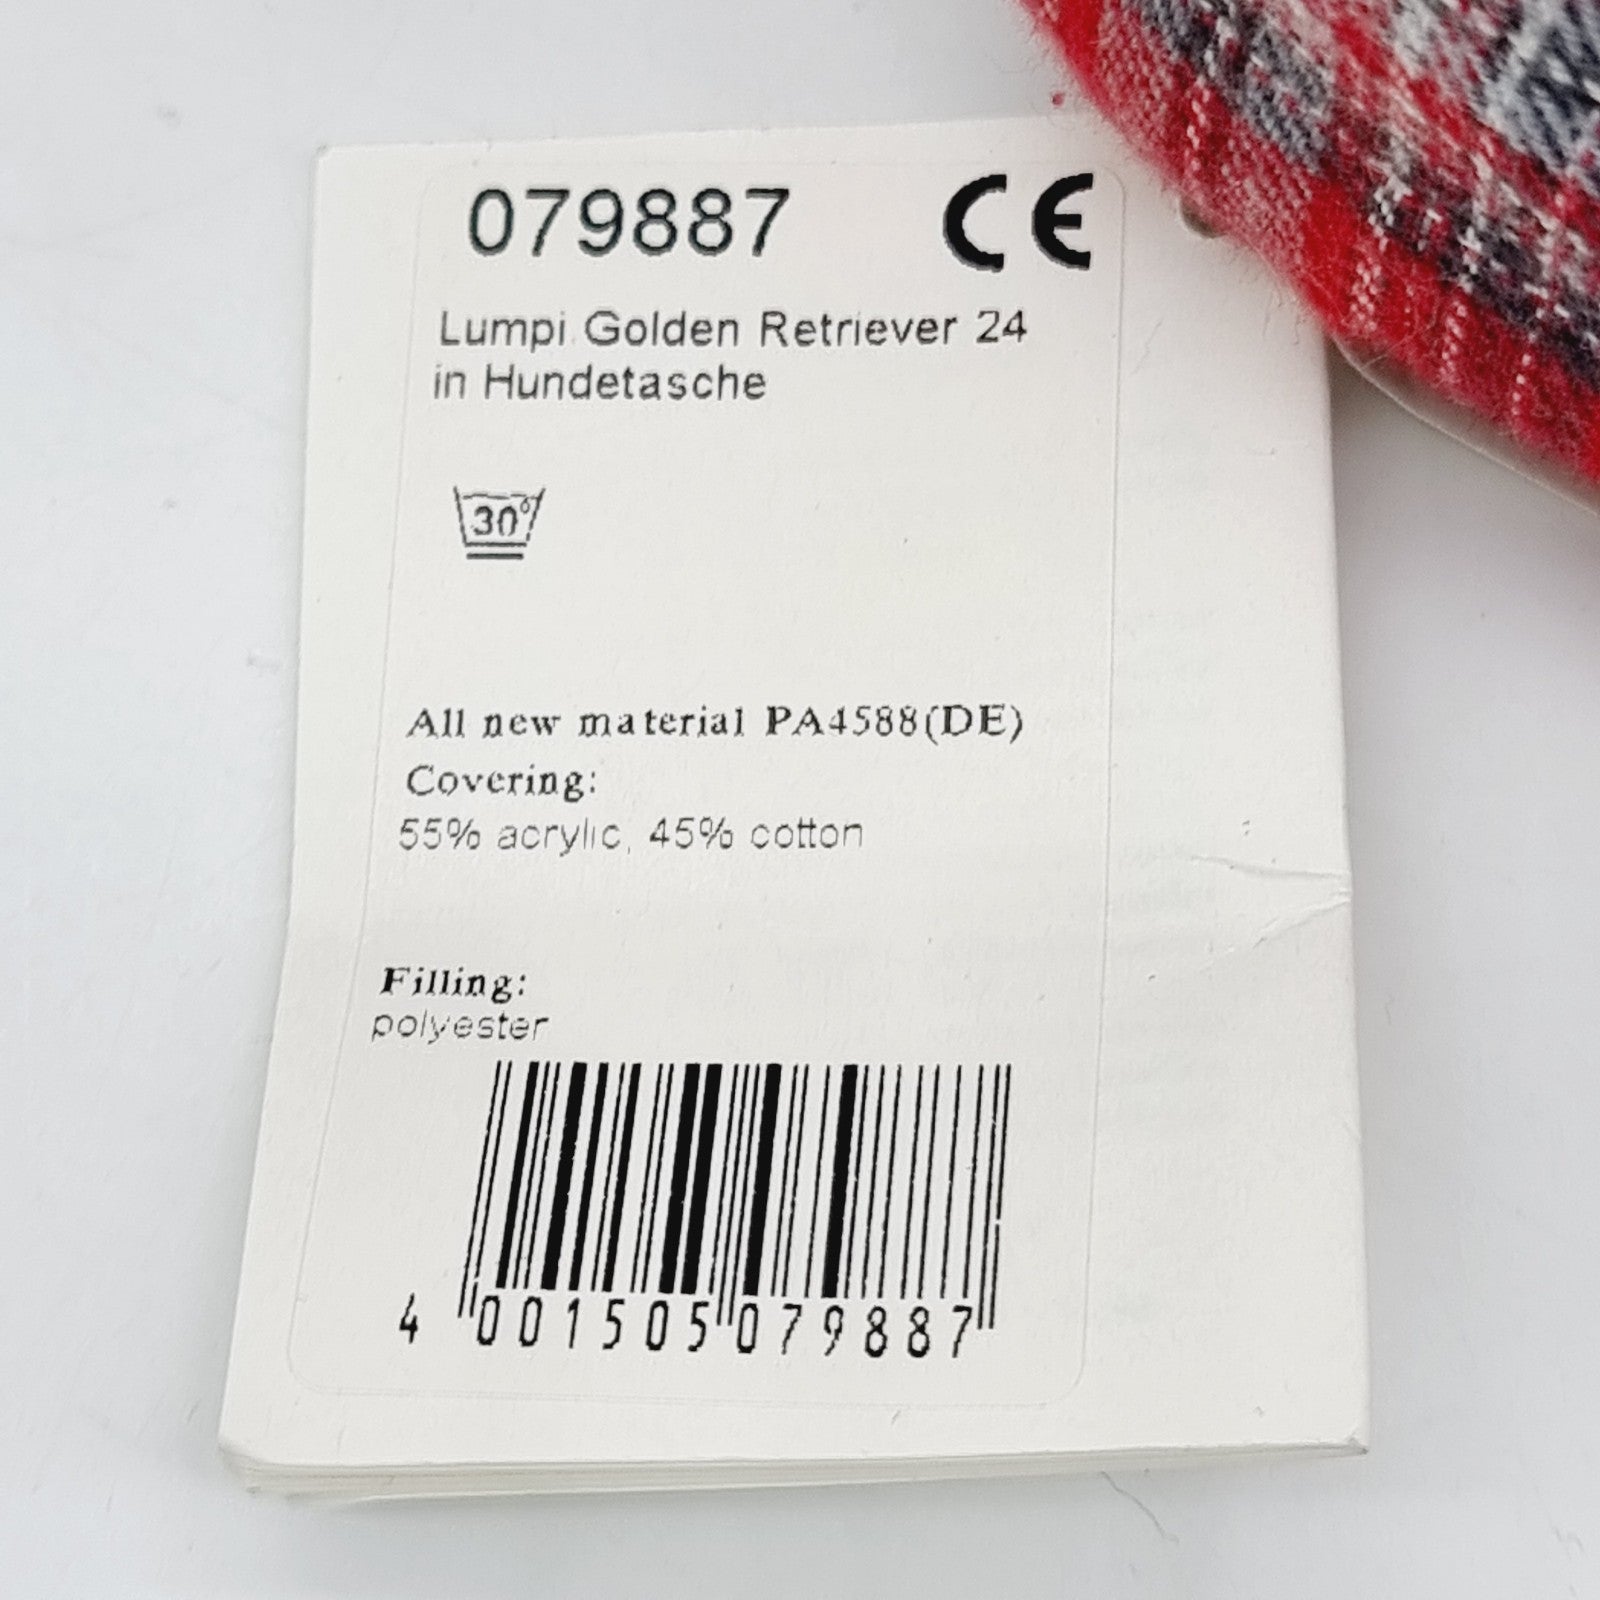 079887 CE
Lumpi Golden Retriever 24
in Hundetasche
30°
All new material PA4588(DE)
Covering:
55% acrylic, 45% cotton
Filling:
polyester
4 001505 079887